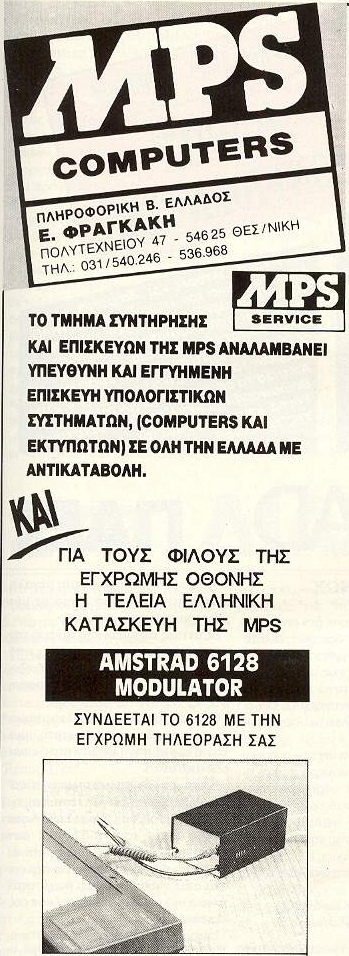 MPS
COMPUTERS
ΠΛΗΡΟΦΟΡΙΚΗ Β. ΕΛΛΑΔΟΣ
Ε. ΦΡΑΓΚΑΚΗ
ΠΟΛΥΤΕΧΝΕΙΟΥ 47 - 546 25 ΘΕΣ/ΝΙΚΗ
ΤΗΛ.: 031/540.246 - 536.968
MPS
SERVICE
ΤΟ ΤΜΗΜΑ ΣΥΝΤΗΡΗΣΗΣ
ΚΑΙ ΕΠΙΣΚΕΥΩΝ ΤΗΣ MPS ΑΝΑΛΑΜΒΑΝΕΙ
ΥΠΕΥΘΥΝΗ ΚΑΙ ΕΓΓΥΗΜΕΝΗ
ΕΠΙΣΚΕΥΗ ΥΠΟΛΟΓΙΣΤΙΚΩΝ
ΣΥΣΤΗΜΑΤΩΝ, (COMPUTERS ΚΑΙ
ΕΚΤΥΠΩΤΩΝ) ΣΕ ΟΛΗ ΤΗΝ ΕΛΛΑΔΑ ΜΕ
ΑΝΤΙΚΑΤΑΒΟΛΗ.
ΚΑΙ
ΓΙΑ ΤΟΥΣ ΦΙΛΟΥΣ ΤΗΣ
ΕΓΧΡΩΜΗΣ ΟΘΟΝΗΣ
Η ΤΕΛΕΙΑ ΕΛΛΗΝΙΚΗ
ΚΑΤΑΣΚΕΥΗ ΤΗΣ MPS
AMSTRAD 6128
MODULATOR
ΣΥΝΔΕΕΤΑΙ ΤΟ 6128 ΜΕ ΤΗΝ
ΕΓΧΡΩΜΗ ΤΗΛΕΟΡΑΣΗ ΣΑΣ